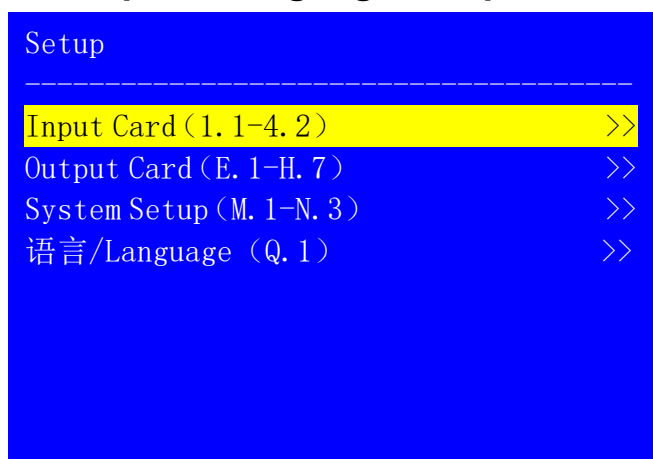 Setup
----------------------------------------
Input Card（1.1-4.2） >>
Output Card（E.1-H.7） >>
System Setup（M.1-N.3） >>
语言/Language （Q.1） >>